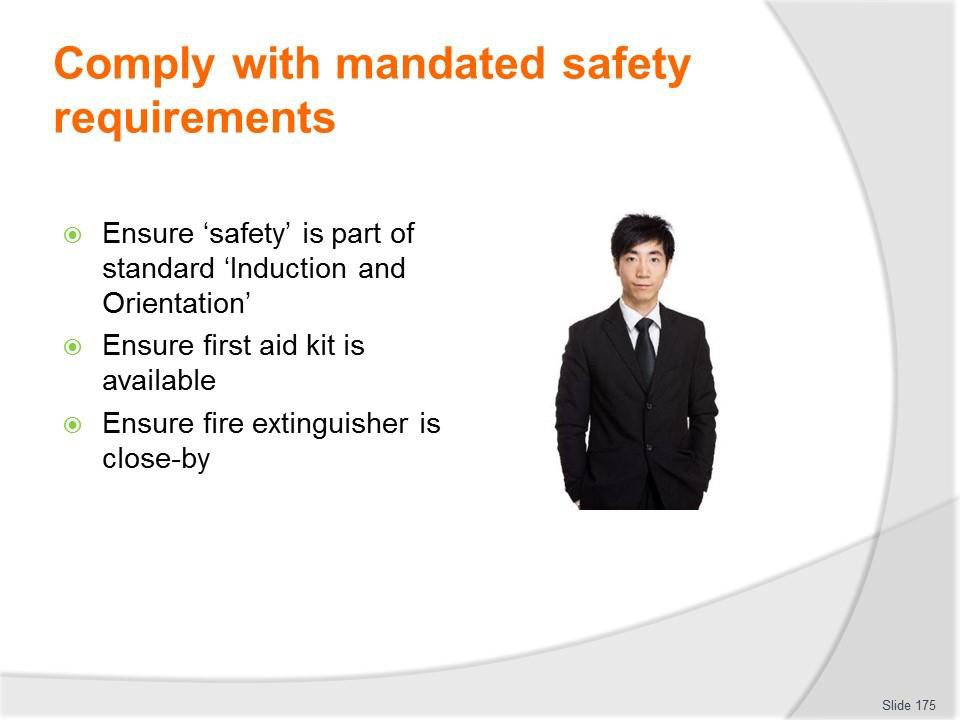 Comply with mandated safety
requirements
Ensure ‘safety’ is part of
standard ‘Induction and
Orientation’
Ensure first aid kit is
available
Ensure fire extinguisher is
close-by
Slide 175